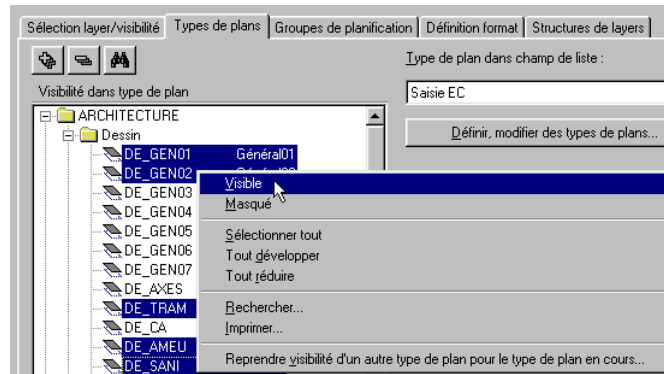 Sélection layer/visibilité Types de plans Groupes de planification Définition format Structures de layers
Type de plan dans champ de liste :
Visibilité dans type de plan
Saisie EC
ARCHITECTURE
Dessin
Définir, modifier des types de plans...
DE_GEN01 Général01
DE_GEN02
Visible
DE_GEN03
Masqué
DE_GEN04
DE_GEN05
Sélectionner tout
DE_GEN06
Tout développer
DE_GEN07
Tout réduire
DE_AXES
DE_TRAM
Rechercher...
DE_CA
Imprimer...
DE_AMEU
Reprendre visibilité d'un autre type de plan pour le type de plan en cours...
DE_SANI